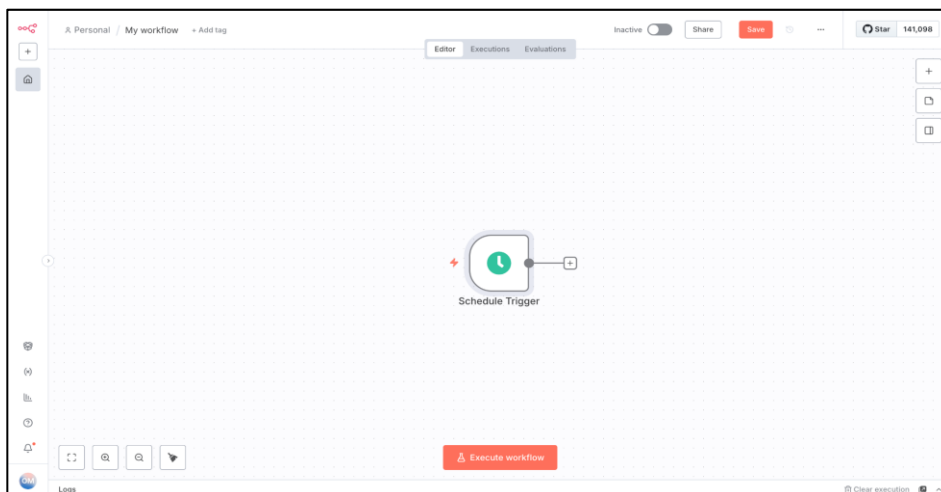 Personal / My workflow + Add tag
Inactive Share Save ... Star 141,098
Editor Executions Evaluations
Schedule Trigger
Execute workflow
OM
Logs Clear execution